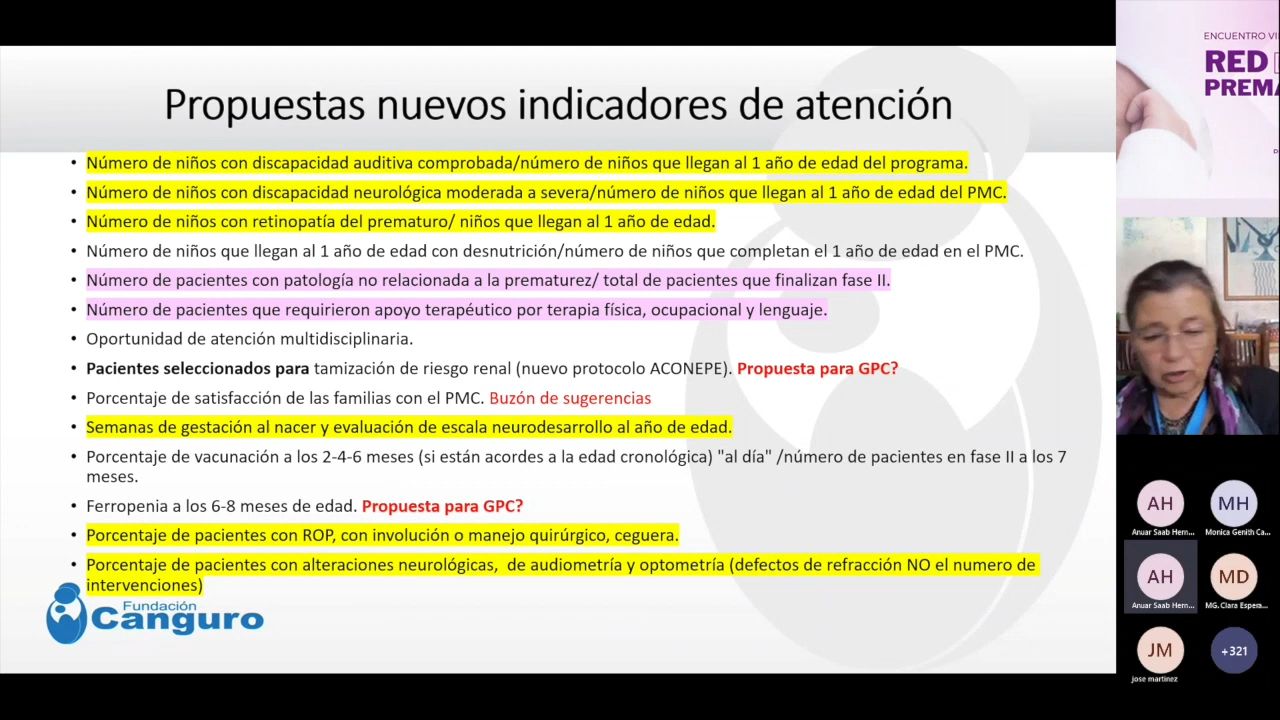 Propuestas nuevos indicadores de atención
• Número de niños con discapacidad auditiva comprobada/número de niños que llegan al 1 año de edad del programa.
• Número de niños con discapacidad neurológica moderada a severa/número de niños que llegan al 1 año de edad del PMC.
• Número de niños con retinopatía del prematuro/ niños que llegan al 1 año de edad.
• Número de niños que llegan al 1 año de edad con desnutrición/número de niños que completan el 1 año de edad en el PMC.
• Número de pacientes con patología no relacionada a la prematurez/ total de pacientes que finalizan fase II.
• Número de pacientes que requirieron apoyo terapéutico por terapia física, ocupacional y lenguaje.
• Oportunidad de atención multidisciplinaria.
• Pacientes seleccionados para tamización de riesgo renal (nuevo protocolo ACONEPE). Propuesta para GPC?
• Porcentaje de satisfacción de las familias con el PMC. Buzón de sugerencias
• Semanas de gestación al nacer y evaluación de escala neurodesarrollo al año de edad.
• Porcentaje de vacunación a los 2-4-6 meses (si están acordes a la edad cronológica) "al día" /número de pacientes en fase II a los 7
meses.
• Ferropenia a los 6-8 meses de edad. Propuesta para GPC?
• Porcentaje de pacientes con ROP, con involución o manejo quirúrgico, ceguera.
• Porcentaje de pacientes con alteraciones neurológicas, de audiometría y optometría (defectos de refracción NO el numero de
intervenciones)
Fundación
Canguro
ENCUENTRO VI
RED
PREMA
AH
Anuar Saab Hern...
MH
Monica Genith Ca...
AH
Anuar Saab Hern...
MD
MG. Clara Espera...
JM
jose martinez
+321